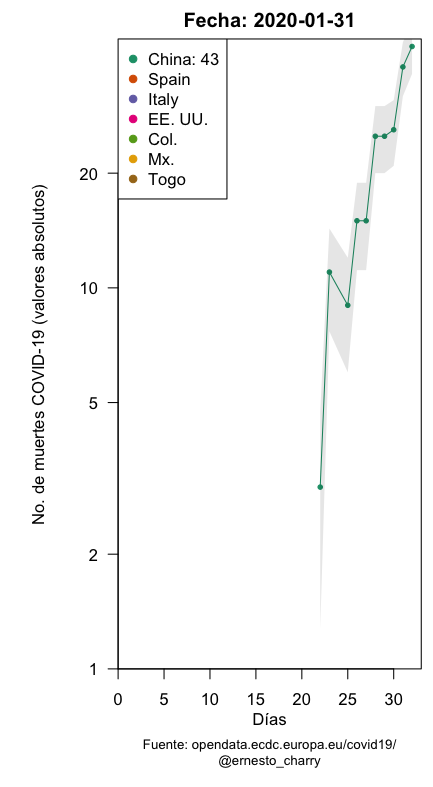 Fecha: 2020-01-31
China: 43
Spain
Italy
EE. UU.
Col.
Mx.
Togo
No. de muertes COVID-19 (valores absolutos)
20
10
5
2
1
0 5 10 15 20 25 30
Días
Fuente: opendata.ecdc.europa.eu/covid19/
@ernesto_charry